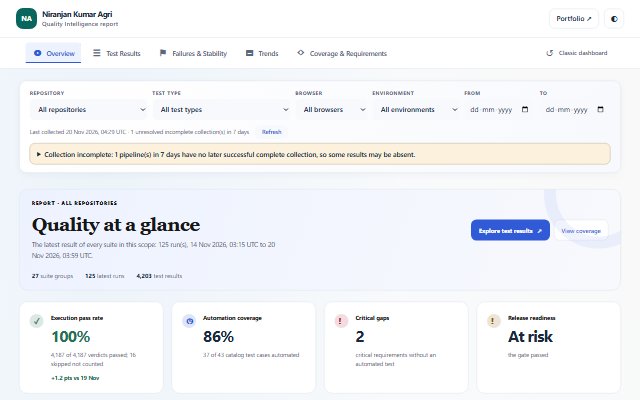 NA
Niranjan Kumar Agri
Quality Intelligence report
Portfolio ↗
Overview
Test Results
Failures & Stability
Trends
Coverage & Requirements
Classic dashboard
REPOSITORY
TEST TYPE
BROWSER
ENVIRONMENT
FROM
TO
All repositories
All test types
All browsers
All environments
dd-mm-yyyy
dd-mm-yyyy
Last collected 20 Nov 2026, 04:29 UTC · 1 unresolved incomplete collection(s) in 7 days
Refresh
▶ Collection incomplete: 1 pipeline(s) in 7 days have no later successful complete collection, so some results may be absent.
REPORT · ALL REPOSITORIES
Quality at a glance
The latest result of every suite in this scope: 125 run(s), 14 Nov 2026, 03:15 UTC to 20
Nov 2026, 03:59 UTC.
27 suite groups
125 latest runs
4,203 test results
Explore test results ↗
View coverage
Execution pass rate
100%
4,187 of 4,187 verdicts passed; 16
skipped not counted
+1.2 pts vs 19 Nov
Automation coverage
86%
37 of 43 catalog test cases automated
Critical gaps
2
critical requirements without an
automated test
Release readiness
At risk
the gate passed